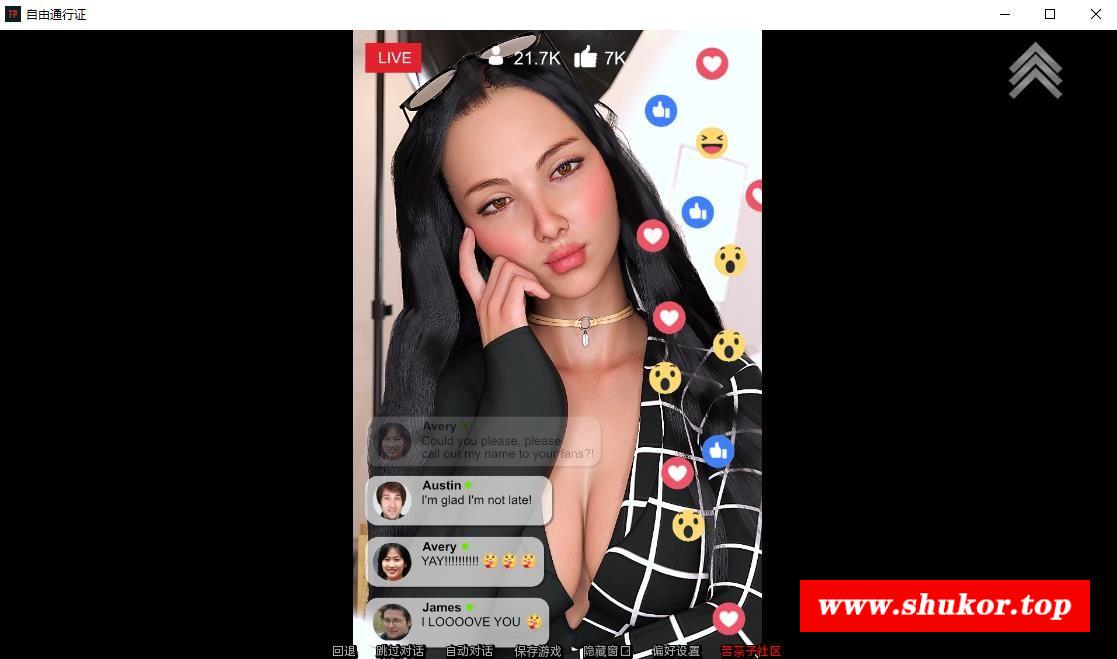 FP 自由通行证
LIVE 21.7K 7K
Avery
Could you please, please
call out my name to your fans?!
Austin
I'm glad I'm not late!
Avery
YAY!!!!!!!!!!
James
I LOOOOVE YOU
www.shukor.top
回退 跳过对话 自动对话 保存游戏 隐藏窗口 偏好设置 苦茶子社区